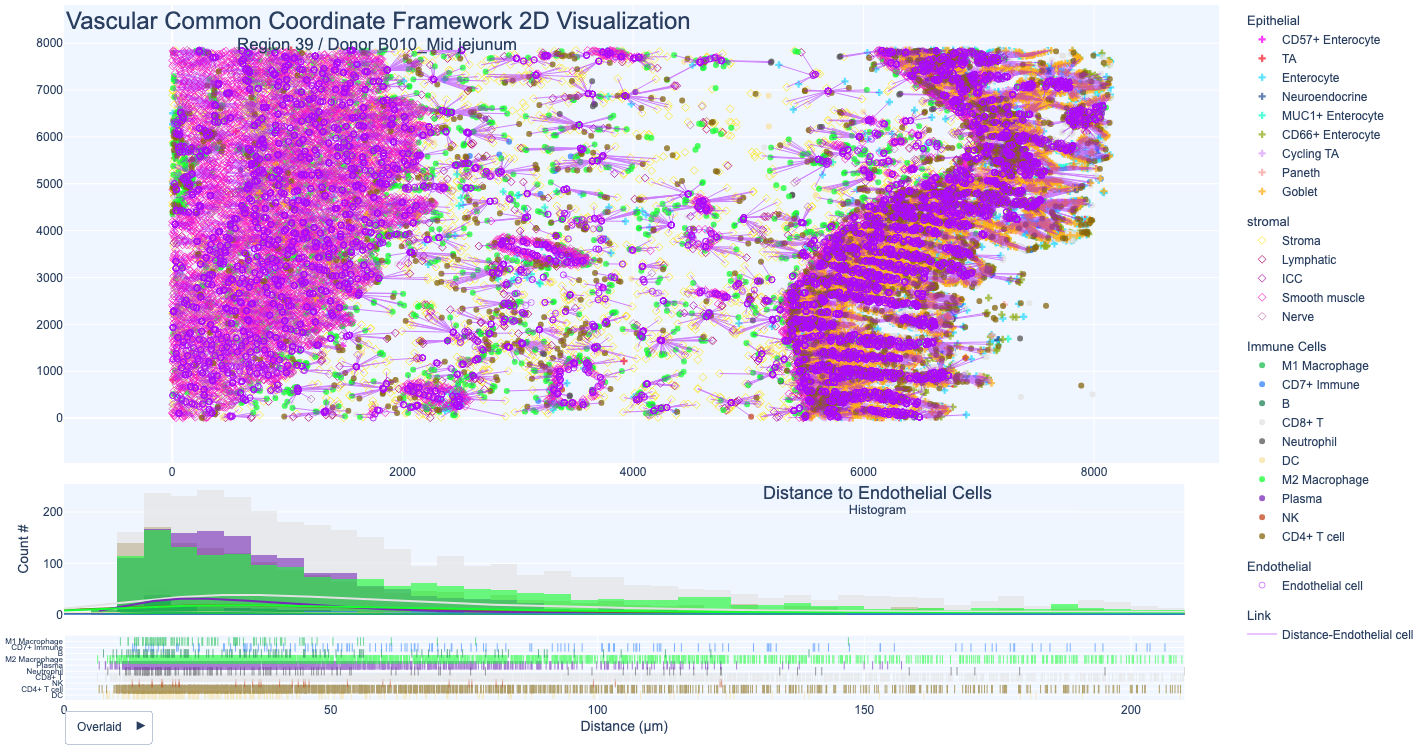 Vascular Common Coordinate Framework 2D Visualization
Region 39 / Donor B010_Mid jejunum
8000
7000
6000
5000
4000
3000
2000
1000
0
0 2000 4000 6000 8000
Epithelial
CD57+ Enterocyte
TA
Enterocyte
Neuroendocrine
MUC1+ Enterocyte
CD66+ Enterocyte
Cycling TA
Paneth
Goblet
stromal
Stroma
Lymphatic
ICC
Smooth muscle
Nerve
Immune Cells
M1 Macrophage
CD7+ Immune
B
CD8+ T
Neutrophil
DC
M2 Macrophage
Plasma
NK
CD4+ T cell
Endothelial
Endothelial cell
Link
Distance-Endothelial cell
Distance to Endothelial Cells
Histogram
Count #
200
100
0
M1 Macrophage
CD7+ Immune
B
M2 Macrophage
Plasma
Neutrophil
CD8+ T
NK
CD4+ T cell
DC
0 50 100 150 200
Distance (μm)
Overlaid ►